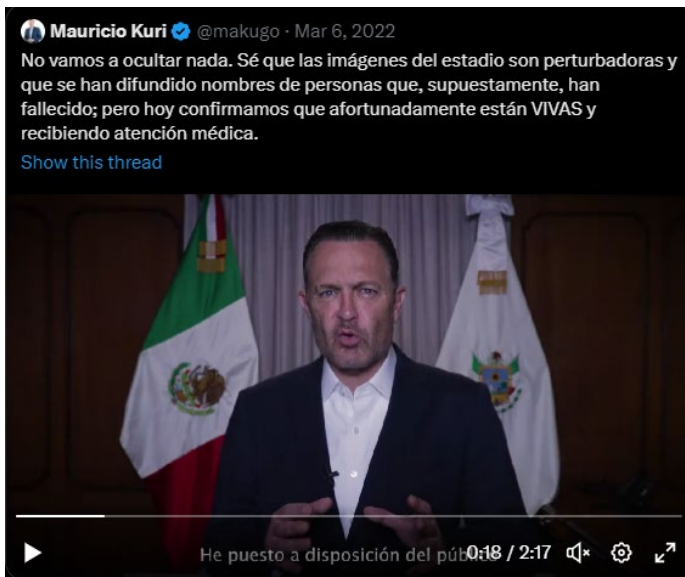 Mauricio Kuri @makugo · Mar 6, 2022
No vamos a ocultar nada. Sé que las imágenes del estadio son perturbadoras y
que se han difundido nombres de personas que, supuestamente, han
fallecido; pero hoy confirmamos que afortunadamente están VIVAS y
recibiendo atención médica.
Show this thread
He puesto a disposición del público
0:18 / 2:17